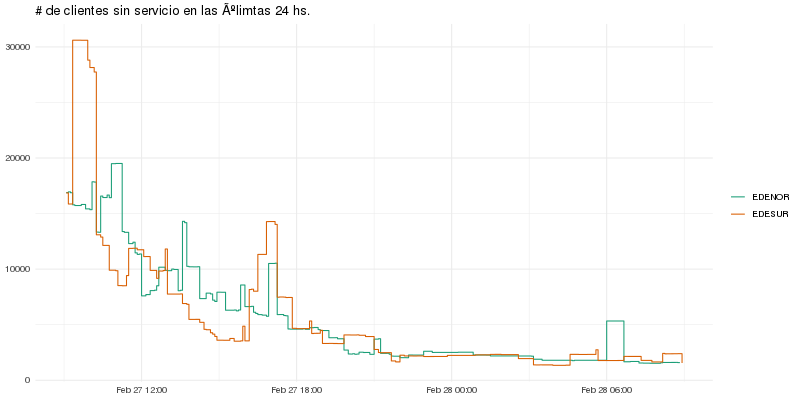 # de clientes sin servicio en las Ãºlimtas 24 hs.
30000
20000
10000
0
Feb 27 12:00
Feb 27 18:00
Feb 28 00:00
Feb 28 06:00
EDENOR
EDESUR